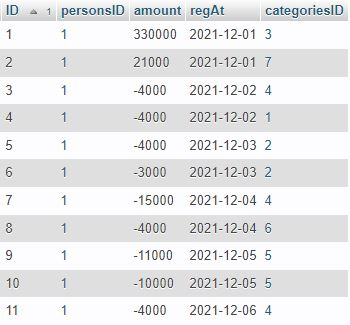 ID 1 personsID amount regAt categoriesID
1 1 330000 2021-12-01 3
2 1 21000 2021-12-01 7
3 1 -4000 2021-12-02 4
4 1 -4000 2021-12-02 1
5 1 -4000 2021-12-03 2
6 1 -3000 2021-12-03 2
7 1 -15000 2021-12-04 4
8 1 -4000 2021-12-04 6
9 1 -11000 2021-12-05 5
10 1 -10000 2021-12-05 5
11 1 -4000 2021-12-06 4